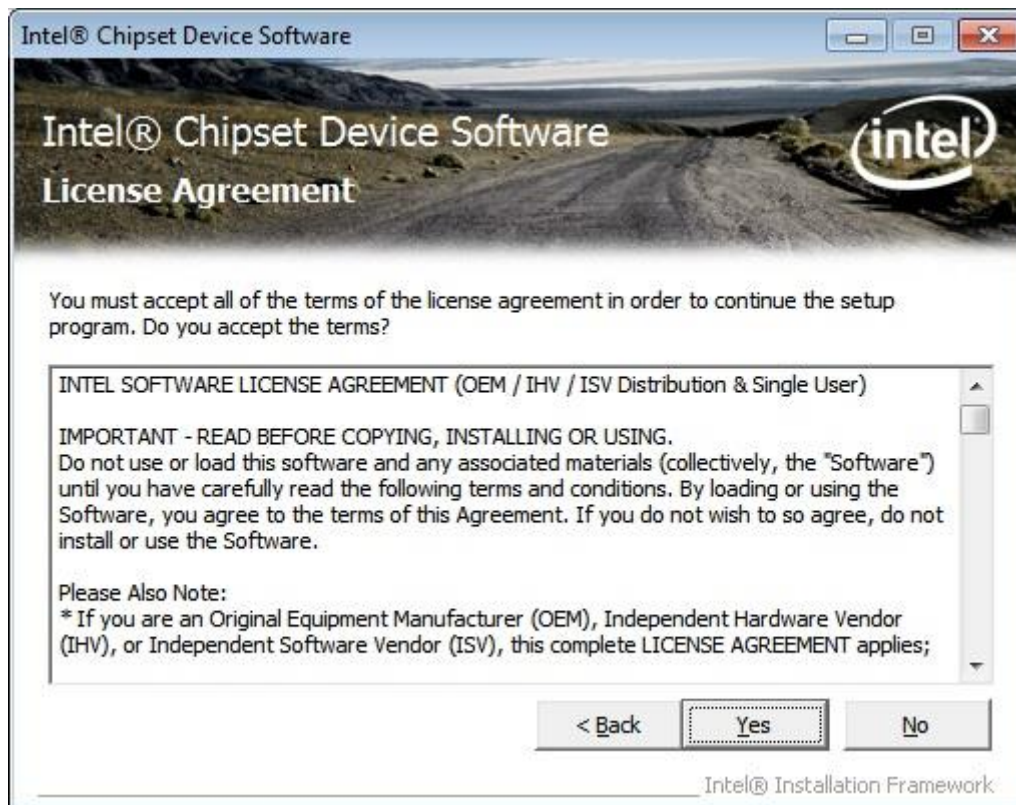 Intel® Chipset Device Software
Intel® Chipset Device Software
intel
License Agreement
You must accept all of the terms of the license agreement in order to continue the setup
program. Do you accept the terms?
INTEL SOFTWARE LICENSE AGREEMENT (OEM / IHV / ISV Distribution & Single User)
IMPORTANT - READ BEFORE COPYING, INSTALLING OR USING.
Do not use or load this software and any associated materials (collectively, the "Software")
until you have carefully read the following terms and conditions. By loading or using the
Software, you agree to the terms of this Agreement. If you do not wish to so agree, do not
install or use the Software.
Please Also Note:
* If you are an Original Equipment Manufacturer (OEM), Independent Hardware Vendor
(IHV), or Independent Software Vendor (ISV), this complete LICENSE AGREEMENT applies;
< Back Yes No
Intel® Installation Framework